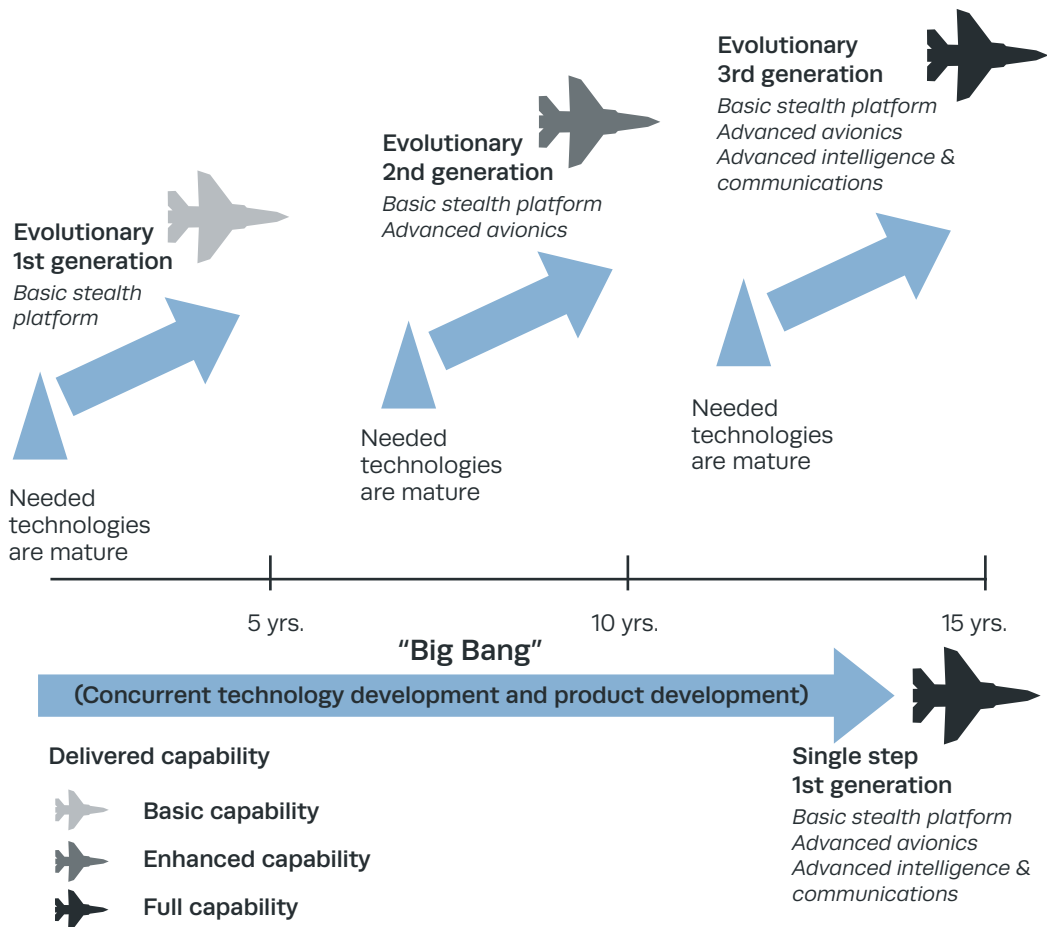 Evolutionary
1st generation
Basic stealth
platform
Needed
technologies
are mature
Evolutionary
2nd generation
Basic stealth platform
Advanced avionics
Needed
technologies
are mature
Evolutionary
3rd generation
Basic stealth platform
Advanced avionics
Advanced intelligence &
communications
Needed
technologies
are mature
5 yrs.
10 yrs.
15 yrs.
“Big Bang”
(Concurrent technology development and product development)
Single step
1st generation
Basic stealth platform
Advanced avionics
Advanced intelligence &
communications
Delivered capability
Basic capability
Enhanced capability
Full capability